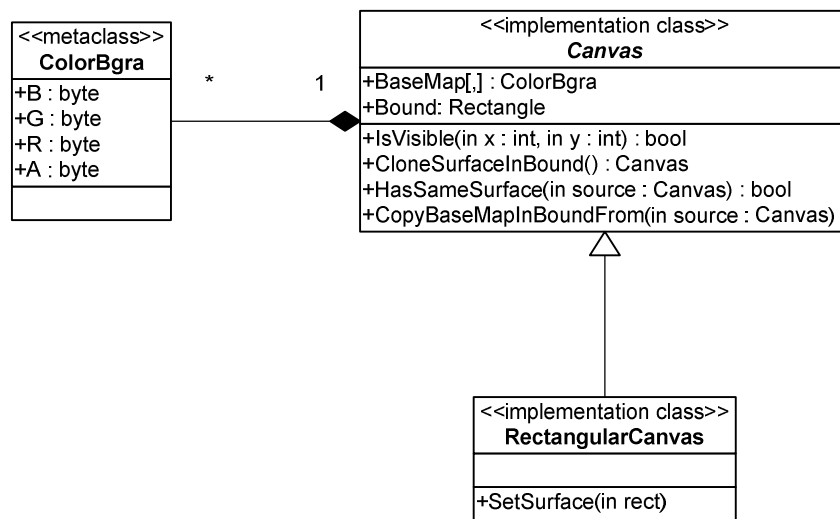 <<metaclass>>
ColorBgra
+B : byte
+G : byte
+R : byte
+A : byte
*
1
<<implementation class>>
Canvas
+BaseMap[,] : ColorBgra
+Bound: Rectangle
+IsVisible(in x : int, in y : int) : bool
+CloneSurfaceInBound() : Canvas
+HasSameSurface(in source : Canvas) : bool
+CopyBaseMapInBoundFrom(in source : Canvas)
<<implementation class>>
RectangularCanvas
+SetSurface(in rect)